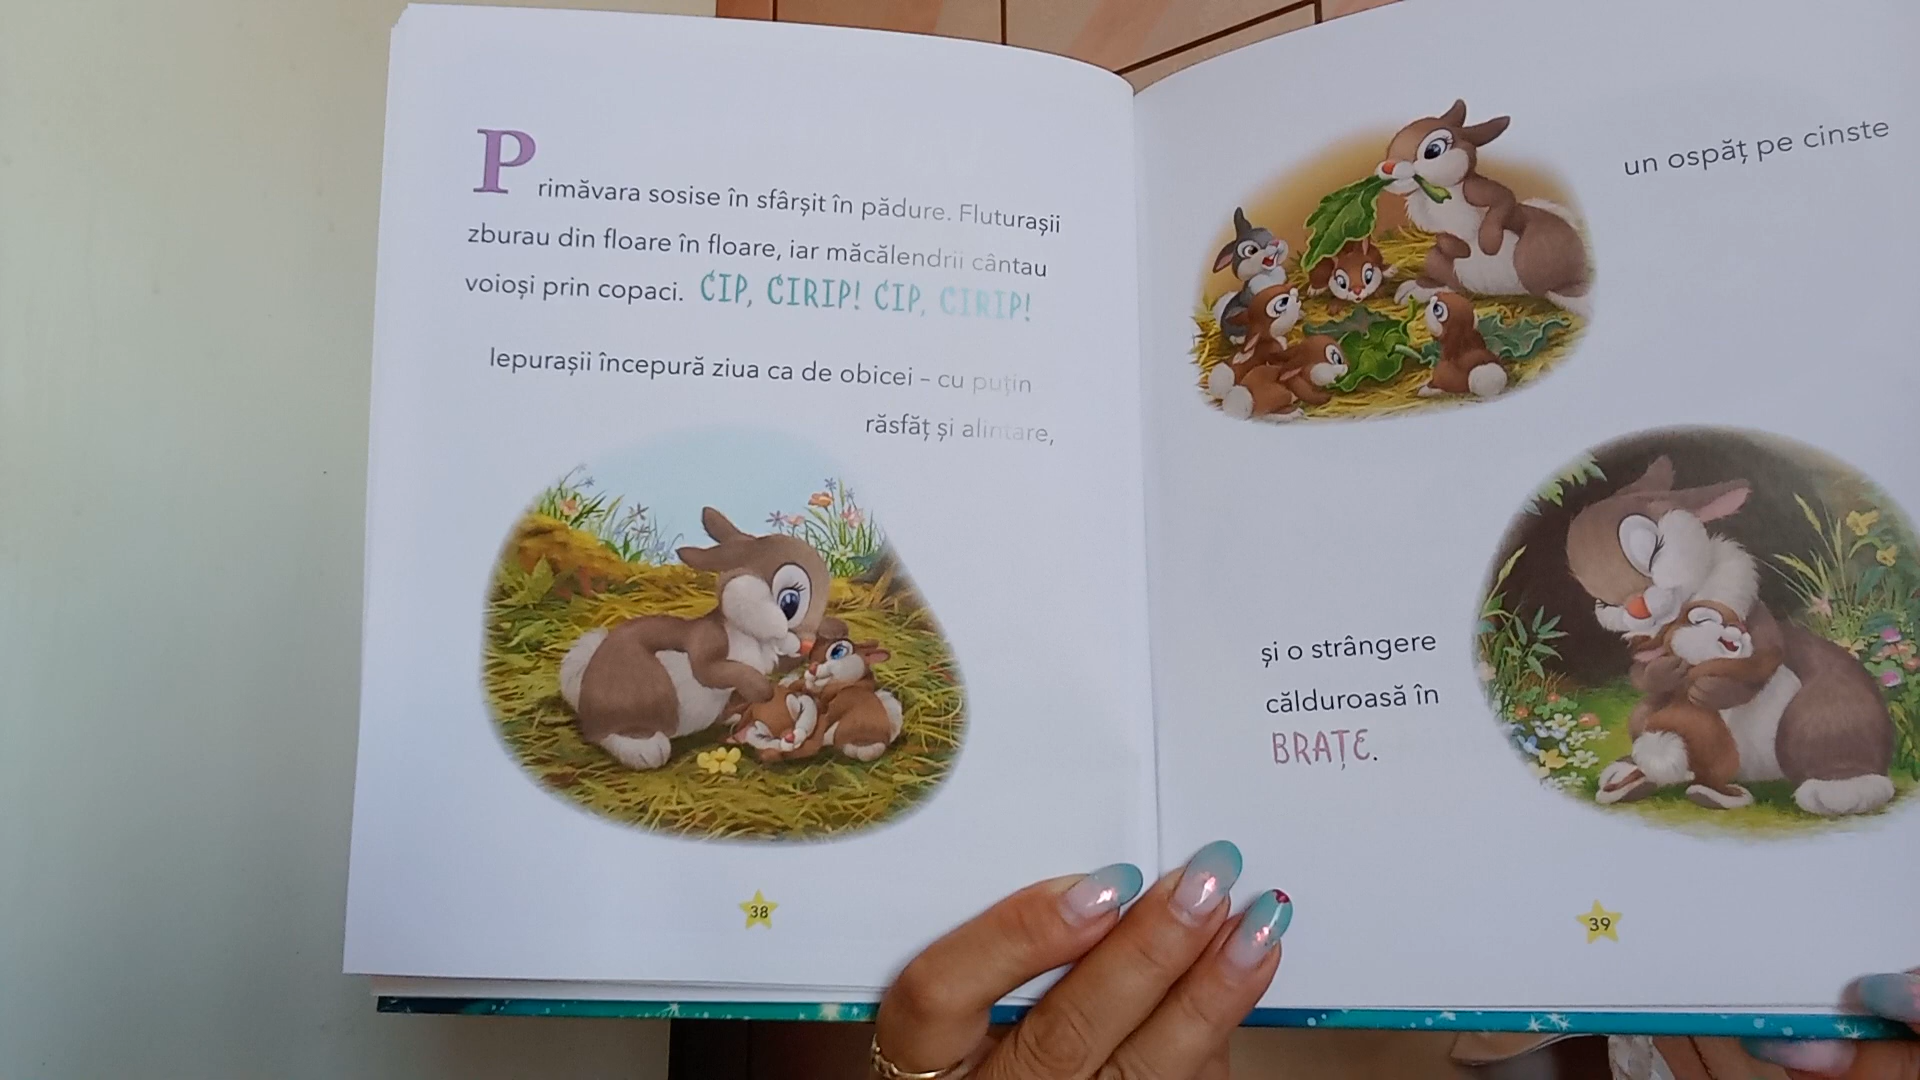 Primăvara sosise în sfârșit în pădure. Fluturașii
zburau din floare în floare, iar măcălendrii cântau
voioși prin copaci. CIP, CIRIP! CIP, CIRIP!
Iepurașii începură ziua ca de obicei – cu puțin
răsfăț și alintare,
38
un ospăț pe cinste
și o strângere
călduroasă în
BRAȚE.
39